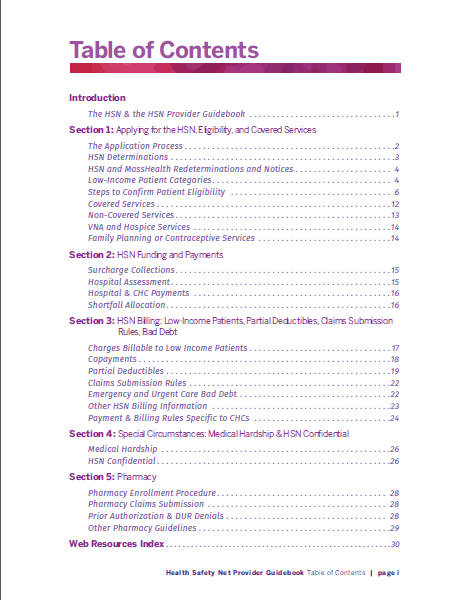 Table of Contents
Introduction
The HSN & the HSN Provider Guidebook ........................................1
Section 1: Applying for the HSN, Eligibility, and Covered Services
The Application Process ........................................2
HSN Determinations ........................................3
HSN and MassHealth Redeterminations and Notices ........................................4
Low-Income Patient Categories ........................................4
Steps to Confirm Patient Eligibility ........................................6
Covered Services ........................................12
Non-Covered Services ........................................13
VNA and Hospice Services ........................................14
Family Planning or Contraceptive Services ........................................14
Section 2: HSN Funding and Payments
Surcharge Collections ........................................15
Hospital Assessment ........................................15
Hospital & CHC Payments ........................................16
Shortfall Allocation ........................................16
Section 3: HSN Billing: Low-Income Patients, Partial Deductibles, Claims Submission
Rules, Bad Debt
Charges Billable to Low Income Patients ........................................17
Copayments ........................................18
Partial Deductibles ........................................19
Claims Submission Rules ........................................22
Emergency and Urgent Care Bad Debt ........................................22
Other HSN Billing Information ........................................23
Payment & Billing Rules Specific to CHCs ........................................24
Section 4: Special Circumstances: Medical Hardship & HSN Confidential
Medical Hardship ........................................26
HSN Confidential ........................................26
Section 5: Pharmacy
Pharmacy Enrollment Procedure ........................................28
Pharmacy Claims Submission ........................................28
Prior Authorization & DUR Denials ........................................28
Other Pharmacy Guidelines ........................................29
Web Resources Index ........................................30
Health Safety Net Provider Guidebook Table of Contents | page i